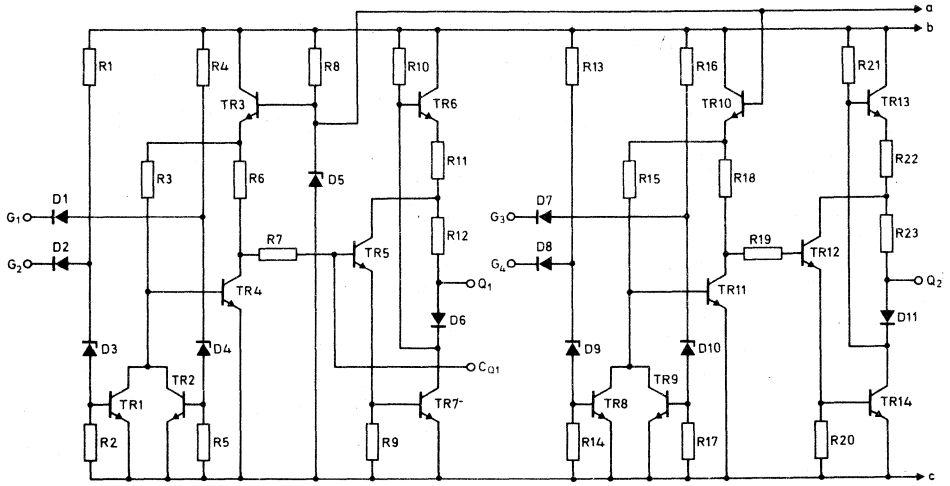 a
b
R1
R4
R8
R10
R13
R16
R21
TR3
TR6
TR10
TR13
R3
R6
D5
R11
R15
R18
R22
G1
D1
G2
D2
R7
TR5
R12
G3
D7
G4
D8
R19
TR12
R23
TR4
Q1
TR11
Q2
D6
D11
D3
D4
CQ1
D9
D10
TR1
TR2
TR7
TR8
TR9
TR14
R2
R5
R9
R14
R17
R20
c